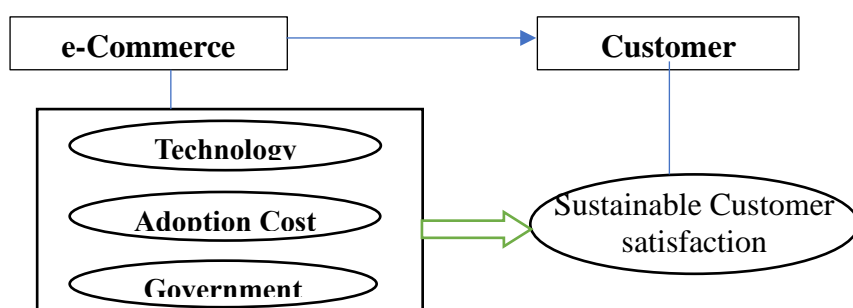 e-Commerce
Customer
Technology
Adoption Cost
Government
Sustainable Customer
satisfaction